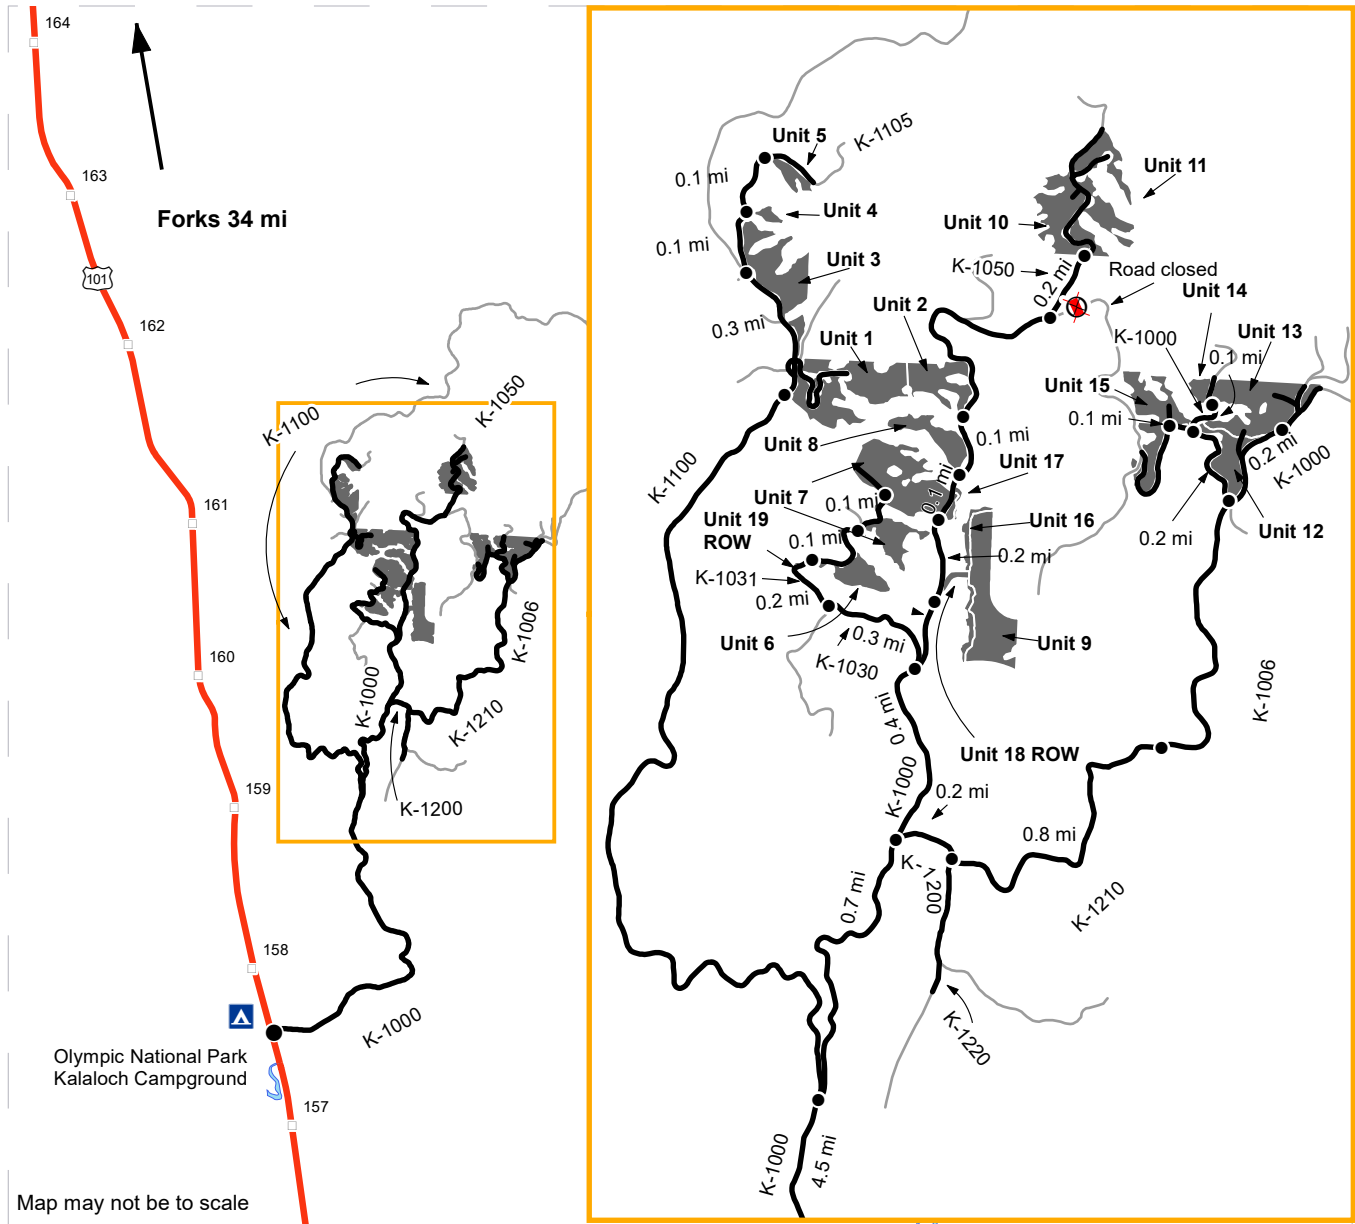 164
163
Forks 34 mi
101
162
161
160
159
158
157
K-1100
K-1050
K-1000
K-1006
K-1210
K-1200
K-1000
Olympic National Park
Kalaloch Campground
Map may not be to scale
Unit 5
K-1105
0.1 mi
Unit 4
0.1 mi
Unit 3
0.3 mi
Unit 1
Unit 2
Unit 11
Unit 10
K-1050
0.2 mi
Road closed
Unit 14
K-1000
Unit 13
0.1 mi
Unit 15
0.1 mi
0.2 mi
K-1000
0.2 mi
Unit 12
Unit 8
0.1 mi
K-1100
Unit 17
0.1 mi
Unit 7
0.1 mi
Unit 19
ROW
Unit 16
0.1 mi
0.2 mi
K-1031
0.2 mi
Unit 6
0.3 mi
K-1030
Unit 9
K-1006
0.4 mi
Unit 18 ROW
K-1000
0.2 mi
0.8 mi
K-1200
0.7 mi
K-1210
K-1220
K-1000
4.5 mi